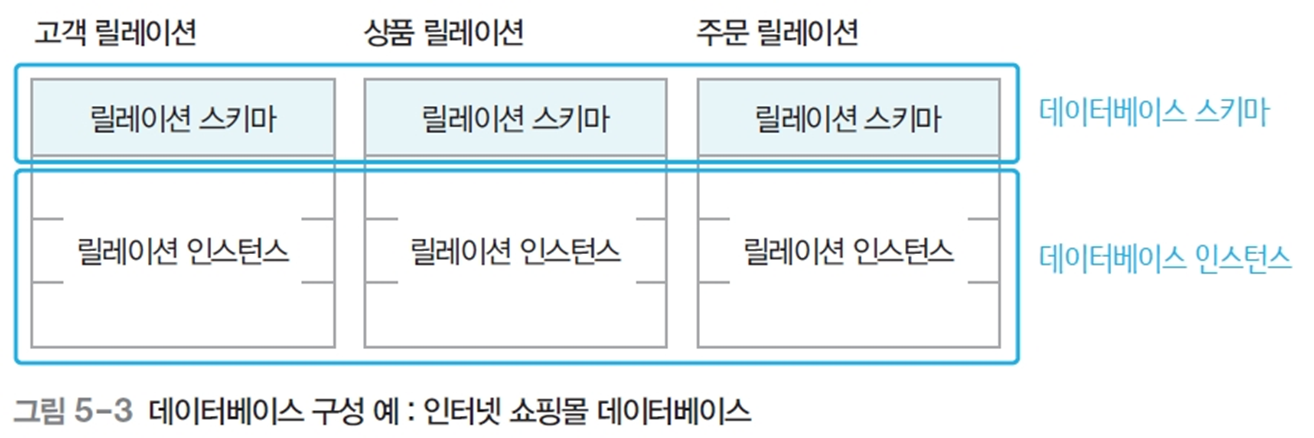 고객 릴레이션 상품 릴레이션 주문 릴레이션
릴레이션 스키마 릴레이션 스키마 릴레이션 스키마 데이터베이스 스키마
릴레이션 인스턴스 릴레이션 인스턴스 릴레이션 인스턴스 데이터베이스 인스턴스
그림 5-3 데이터베이스 구성 예 : 인터넷 쇼핑몰 데이터베이스